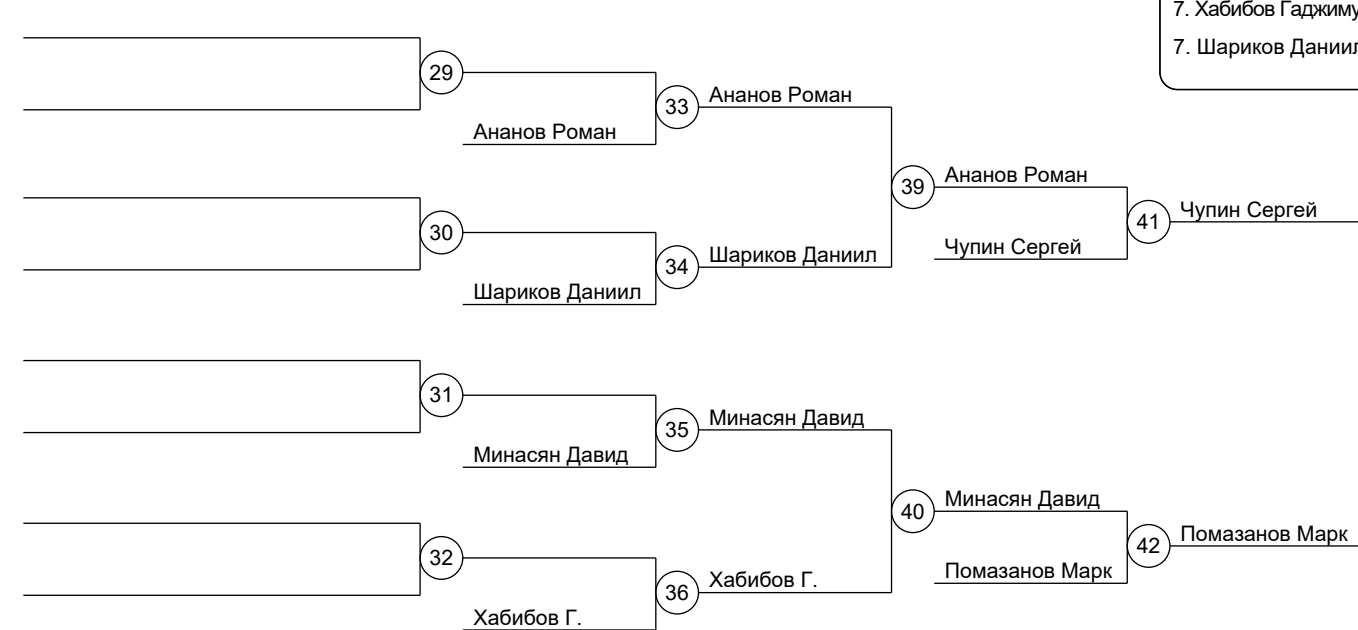 7. Хабибов Гаджиму
7. Шариков Даниил
29
Ананов Роман
33
Ананов Роман
39
Ананов Роман
41
Чупин Сергей
Чупин Сергей
30
34
Шариков Даниил
Шариков Даниил
31
35
Минасян Давид
Минасян Давид
40
Минасян Давид
42
Помазанов Марк
Помазанов Марк
32
36
Хабибов Г.
Хабибов Г.